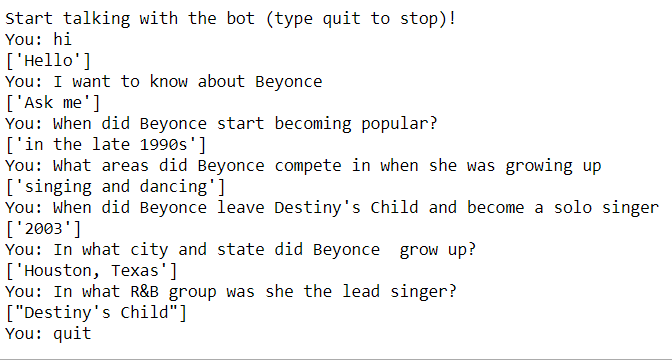 Start talking with the bot (type quit to stop)!
You: hi
['Hello']
You: I want to know about Beyonce
['Ask me']
You: When did Beyonce start becoming popular?
['in the late 1990s']
You: What areas did Beyonce compete in when she was growing up
['singing and dancing']
You: When did Beyonce leave Destiny's Child and become a solo singer
['2003']
You: In what city and state did Beyonce  grow up?
['Houston, Texas']
You: In what R&B group was she the lead singer?
["Destiny's Child"]
You: quit